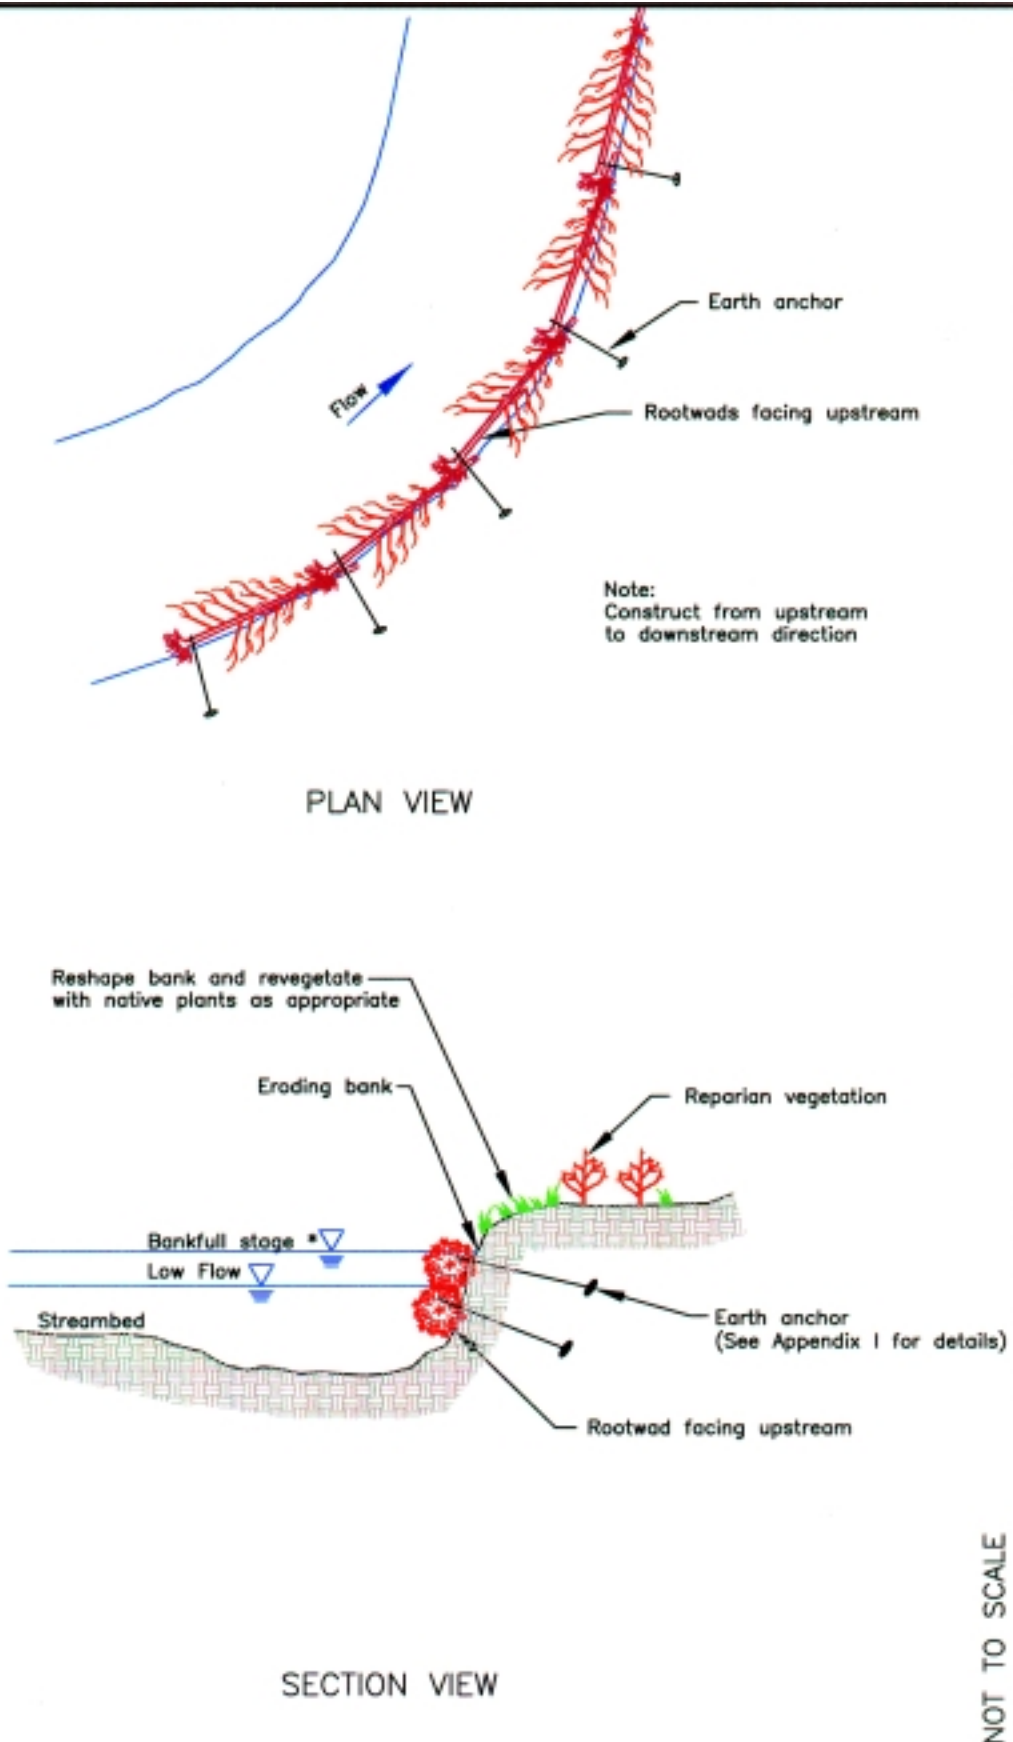 Earth anchor
Flow
Rootwads facing upstream
Note:
Construct from upstream
to downstream direction
PLAN VIEW
Reshape bank and revegetate
with native plants as appropriate
Eroding bank
Reparian vegetation
Bankfull stage *
Low Flow
Streambed
Earth anchor
(See Appendix I for details)
Rootwad facing upstream
SECTION VIEW
NOT TO SCALE